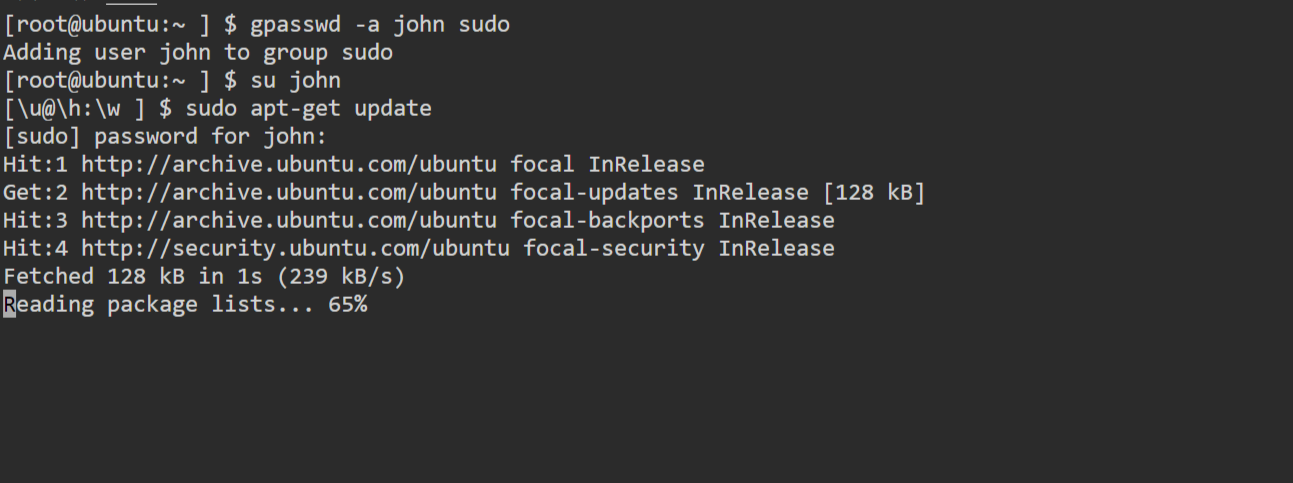 [root@ubuntu:~ ] $ gpasswd -a john sudo
Adding user john to group sudo
[root@ubuntu:~ ] $ su john
[\u@\h:\w ] $ sudo apt-get update
[sudo] password for john:
Hit:1 http://archive.ubuntu.com/ubuntu focal InRelease
Get:2 http://archive.ubuntu.com/ubuntu focal-updates InRelease [128 kB]
Hit:3 http://archive.ubuntu.com/ubuntu focal-backports InRelease
Hit:4 http://security.ubuntu.com/ubuntu focal-security InRelease
Fetched 128 kB in 1s (239 kB/s)
Reading package lists... 65%